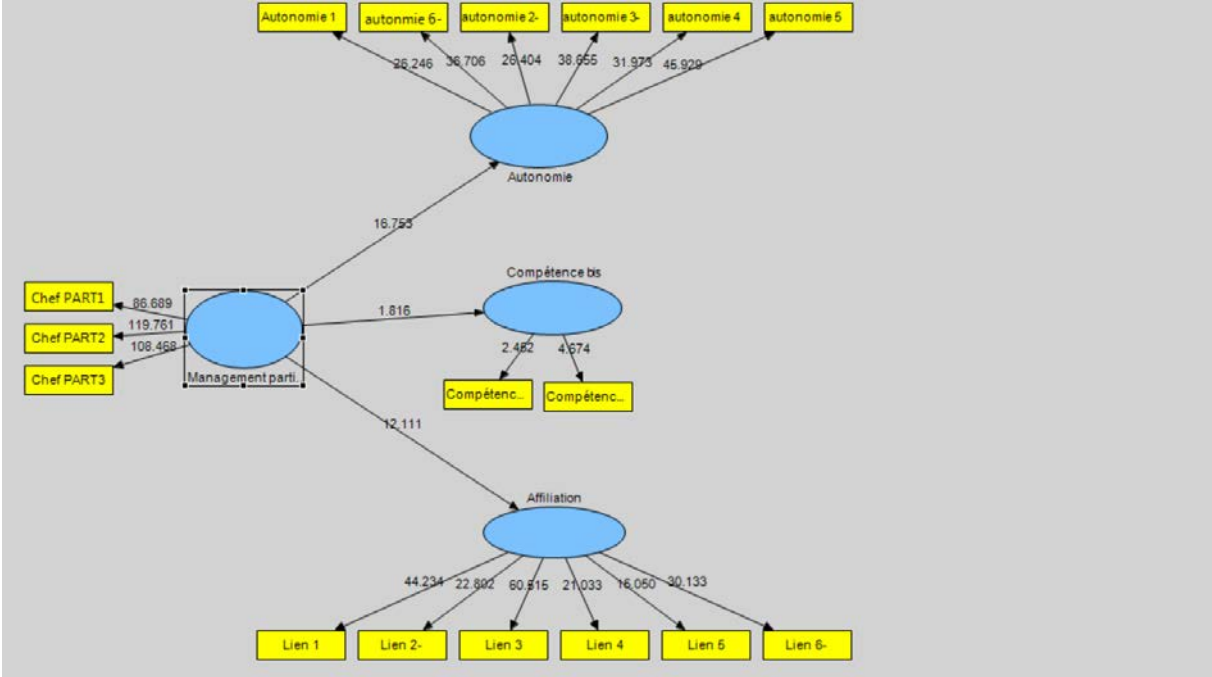 Autonomie 1
autonmie 6-
autonomie 2-
autonomie 3-
autonomie 4
autonomie 5
26.246
36.706
26.404
38.655
31.973
45.929
Autonomie
16.753
Compétence bis
Chef PART1
86.689
1.816
119.761
Chef PART2
108.468
2.462
4.674
Chef PART3
Management parti.
Compétenc...
Compétenc...
12.111
Affiliation
44.234
22.802
60.515
21.033
16.050
30.133
Lien 1
Lien 2-
Lien 3
Lien 4
Lien 5
Lien 6-